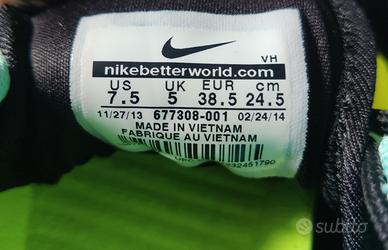 VH
nikebetterworld.com
US UK EUR cm
7.5 5 38.5 24.5
11/27/13 677308-001 02/24/14
MADE IN VIETNAM
FABRIQUE AU VIETNAM
subito